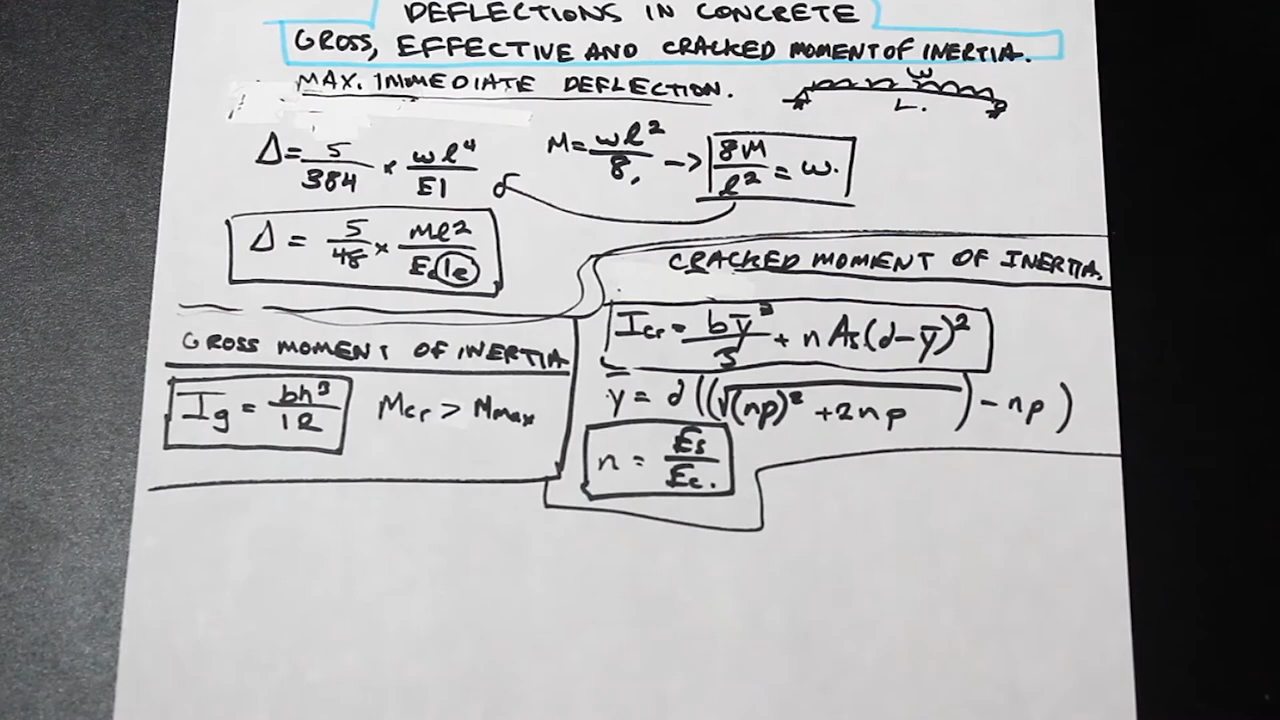 DEFLECTIONS IN CONCRETE
GROSS, EFFECTIVE AND CRACKED MOMENT OF INERTIA.
MAX. IMMEDIATE DEFLECTION.
w
L.
Δ = 5/384 × wl⁴/EI
M = wl²/8. → 8M/l² = w.
Δ = 5/48 × Ml²/EcIe
CRACKED MOMENT OF INERTIA.
Icr = bȳ³/3 + nAs(d-ȳ)²
ȳ = d((√(np)² + 2np) - np)
n = Es/Ec.
GROSS MOMENT OF INERTIA
Ig = bh³/12 Mcr > Mmax